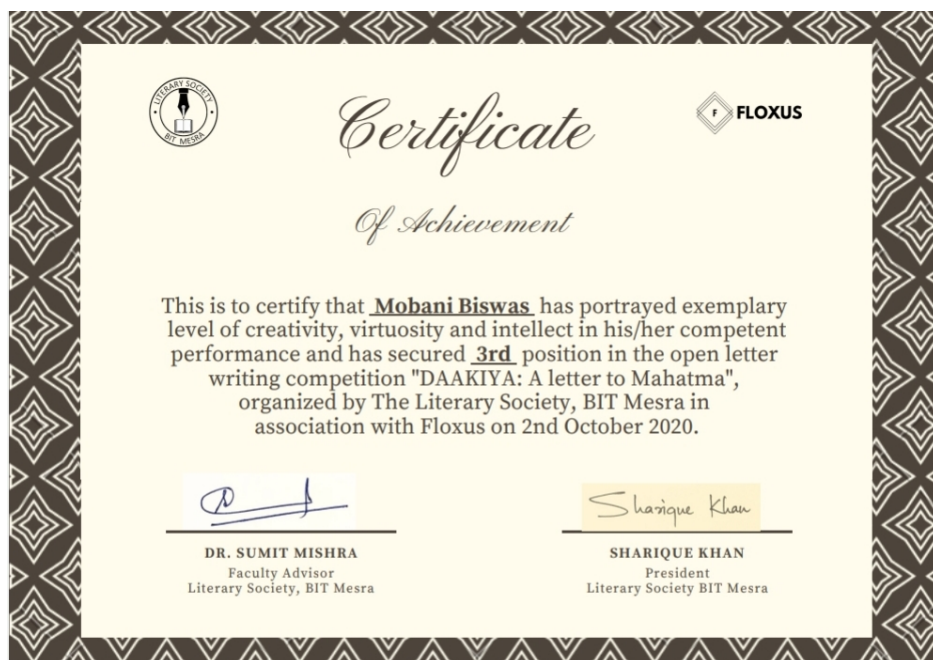 LITERARY SOCIETY
BIT MESRA
F
FLOXUS
Certificate
Of Achievement
This is to certify that Mobani Biswas has portrayed exemplary
level of creativity, virtuosity and intellect in his/her competent
performance and has secured 3rd position in the open letter
writing competition "DAAKIYA: A letter to Mahatma",
organized by The Literary Society, BIT Mesra in
association with Floxus on 2nd October 2020.
Sharique Khan
DR. SUMIT MISHRA
Faculty Advisor
Literary Society, BIT Mesra
SHARIQUE KHAN
President
Literary Society BIT Mesra